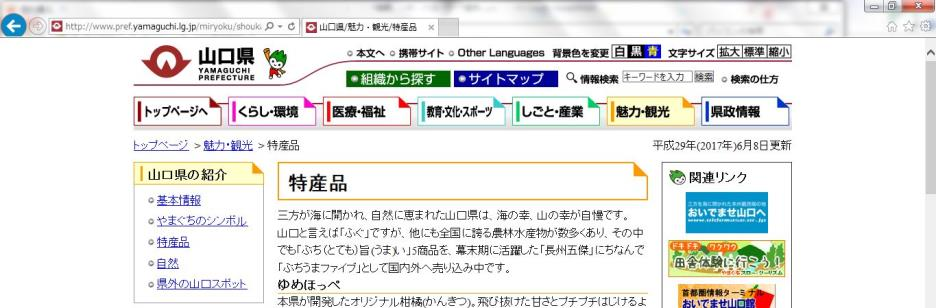 http://www.pref.yamaguchi.lg.jp/miryoku/shouk
山口県/魅力・観光/特産品
山口県
YAMAGUCHI
PREFECTURE
本文へ 携帯サイト Other Languages 背景色を変更 白 黒 青 文字サイズ 拡大 標準 縮小
組織から探す サイトマップ 情報検索 キーワードを入力 検索 検索の仕方
トップページへ くらし・環境 医療・福祉 教育・文化・スポーツ しごと・産業 魅力・観光 県政情報
トップページ > 魅力・観光 > 特産品
平成29年(2017年)6月8日更新
山口県の紹介
基本情報
やまぐちのシンボル
特産品
自然
県外の山口スポット
特産品
三方が海に開かれ、自然に恵まれた山口県は、海の幸、山の幸が自慢です。
山口と言えば「ふぐ」ですが、他にも全国に誇る農林水産物が数多くあり、その中
でも「ぶち(とても)旨(うま)い」5商品を、幕末期に活躍した「長州五傑」にちなんで
「ぶちうまファイブ」として国内外へ売り込み中です。
ゆめほっぺ
本県が開発したオリジナル柑橘(かんきつ)。飛び抜けた甘さとプチプチはじけるよ
関連リンク
おいでませ山口へ
ドキドキ ワクワク
田舎体験に行こう!
首都圏情報ターミナル
おいでませ山口館